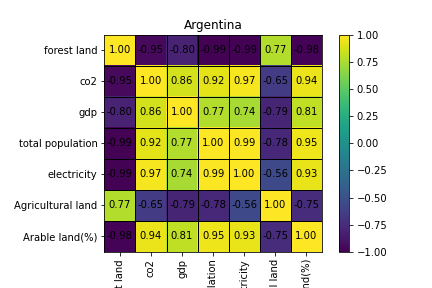 Argentina
forest land 1.00 -0.95 -0.80 -0.99 -0.99 0.77 -0.98
co2 -0.95 1.00 0.86 0.92 0.97 -0.65 0.94
gdp -0.80 0.86 1.00 0.77 0.74 -0.79 0.81
total population -0.99 0.92 0.77 1.00 0.99 -0.78 0.95
electricity -0.99 0.97 0.74 0.99 1.00 -0.56 0.93
Agricultural land 0.77 -0.65 -0.79 -0.78 -0.56 1.00 -0.75
Arable land(%) -0.98 0.94 0.81 0.95 0.93 -0.75 1.00
t land
co2
gdp
lation
tricity
l land
nd(%)
1.00
0.75
0.50
0.25
0.00
−0.25
−0.50
−0.75
−1.00